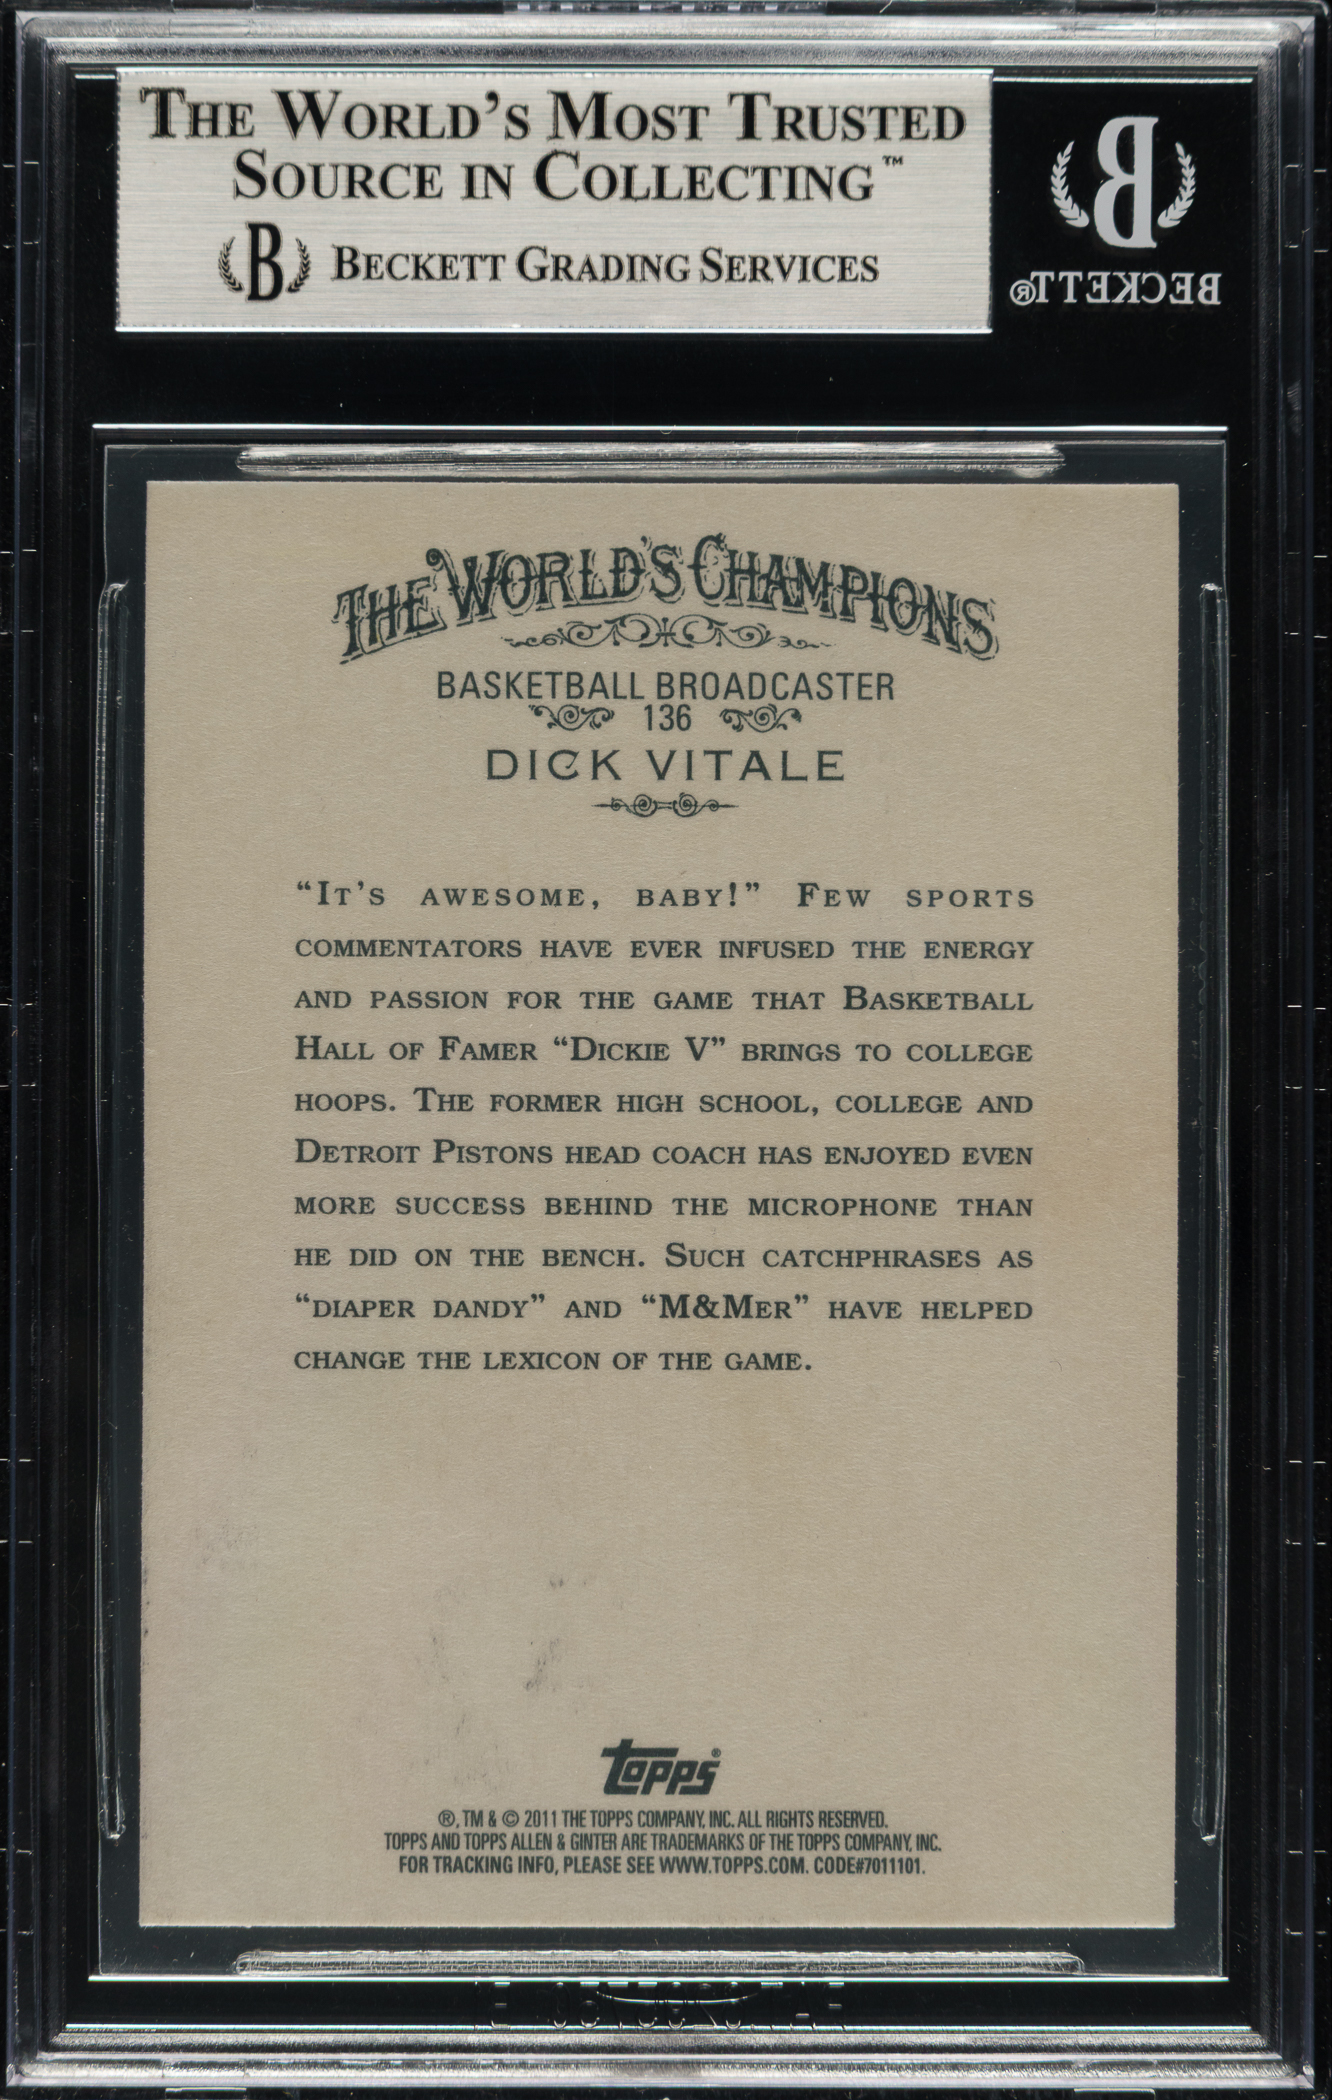 THE WORLD'S MOST TRUSTED
SOURCE IN COLLECTING™
B BECKETT GRADING SERVICES
B
BECKETT®
THE WORLD'S CHAMPIONS
BASKETBALL BROADCASTER
136
DICK VITALE
“IT’S AWESOME, BABY!” FEW SPORTS
COMMENTATORS HAVE EVER INFUSED THE ENERGY
AND PASSION FOR THE GAME THAT BASKETBALL
HALL OF FAMER “DICKIE V” BRINGS TO COLLEGE
HOOPS. THE FORMER HIGH SCHOOL, COLLEGE AND
DETROIT PISTONS HEAD COACH HAS ENJOYED EVEN
MORE SUCCESS BEHIND THE MICROPHONE THAN
HE DID ON THE BENCH. SUCH CATCHPHRASES AS
“DIAPER DANDY” AND “M&MER” HAVE HELPED
CHANGE THE LEXICON OF THE GAME.
topps®
®, TM & © 2011 THE TOPPS COMPANY, INC. ALL RIGHTS RESERVED.
TOPPS AND TOPPS ALLEN & GINTER ARE TRADEMARKS OF THE TOPPS COMPANY, INC.
FOR TRACKING INFO, PLEASE SEE WWW.TOPPS.COM. CODE#7011101.